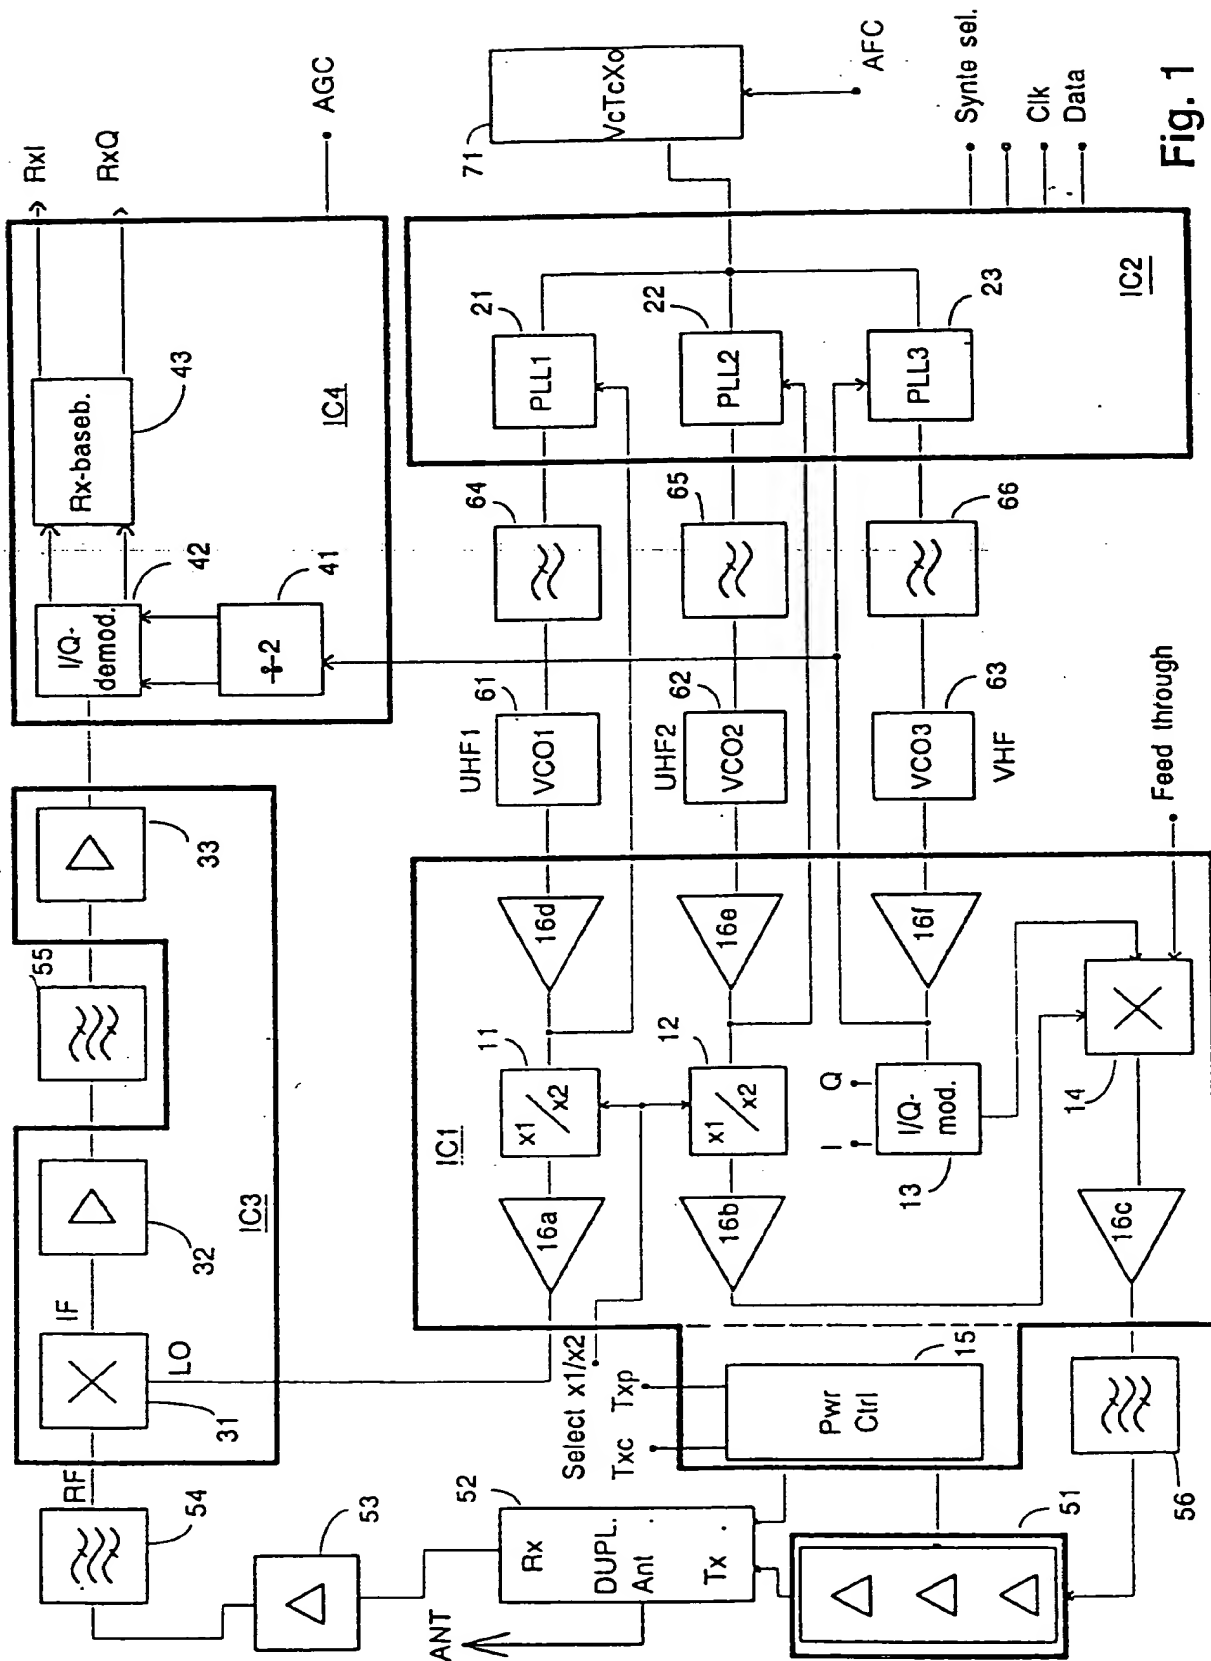 RxI
RxQ
AGC
Rx-baseb.
43
IC4
I/Q-
demod.
42
÷2
41
33
55
32
IC3
IF
LO
31
RF
54
53
71
VcTcXo
AFC
Synte sel.
Clk
Data
Fig. 1
21
PLL1
22
PLL2
23
PLL3
IC2
64
65
66
61
UHF1
VCO1
62
UHF2
VCO2
63
VCO3
VHF
Feed through
16d
16e
16f
11
x1/x2
12
x1/x2
IC1
I
Q
I/Q-
mod.
13
14
16a
16b
16c
Select x1/x2
15
Pwr
Ctrl
Txp
Txc
52
Rx
DUPL.
Ant
Tx
ANT
51
56